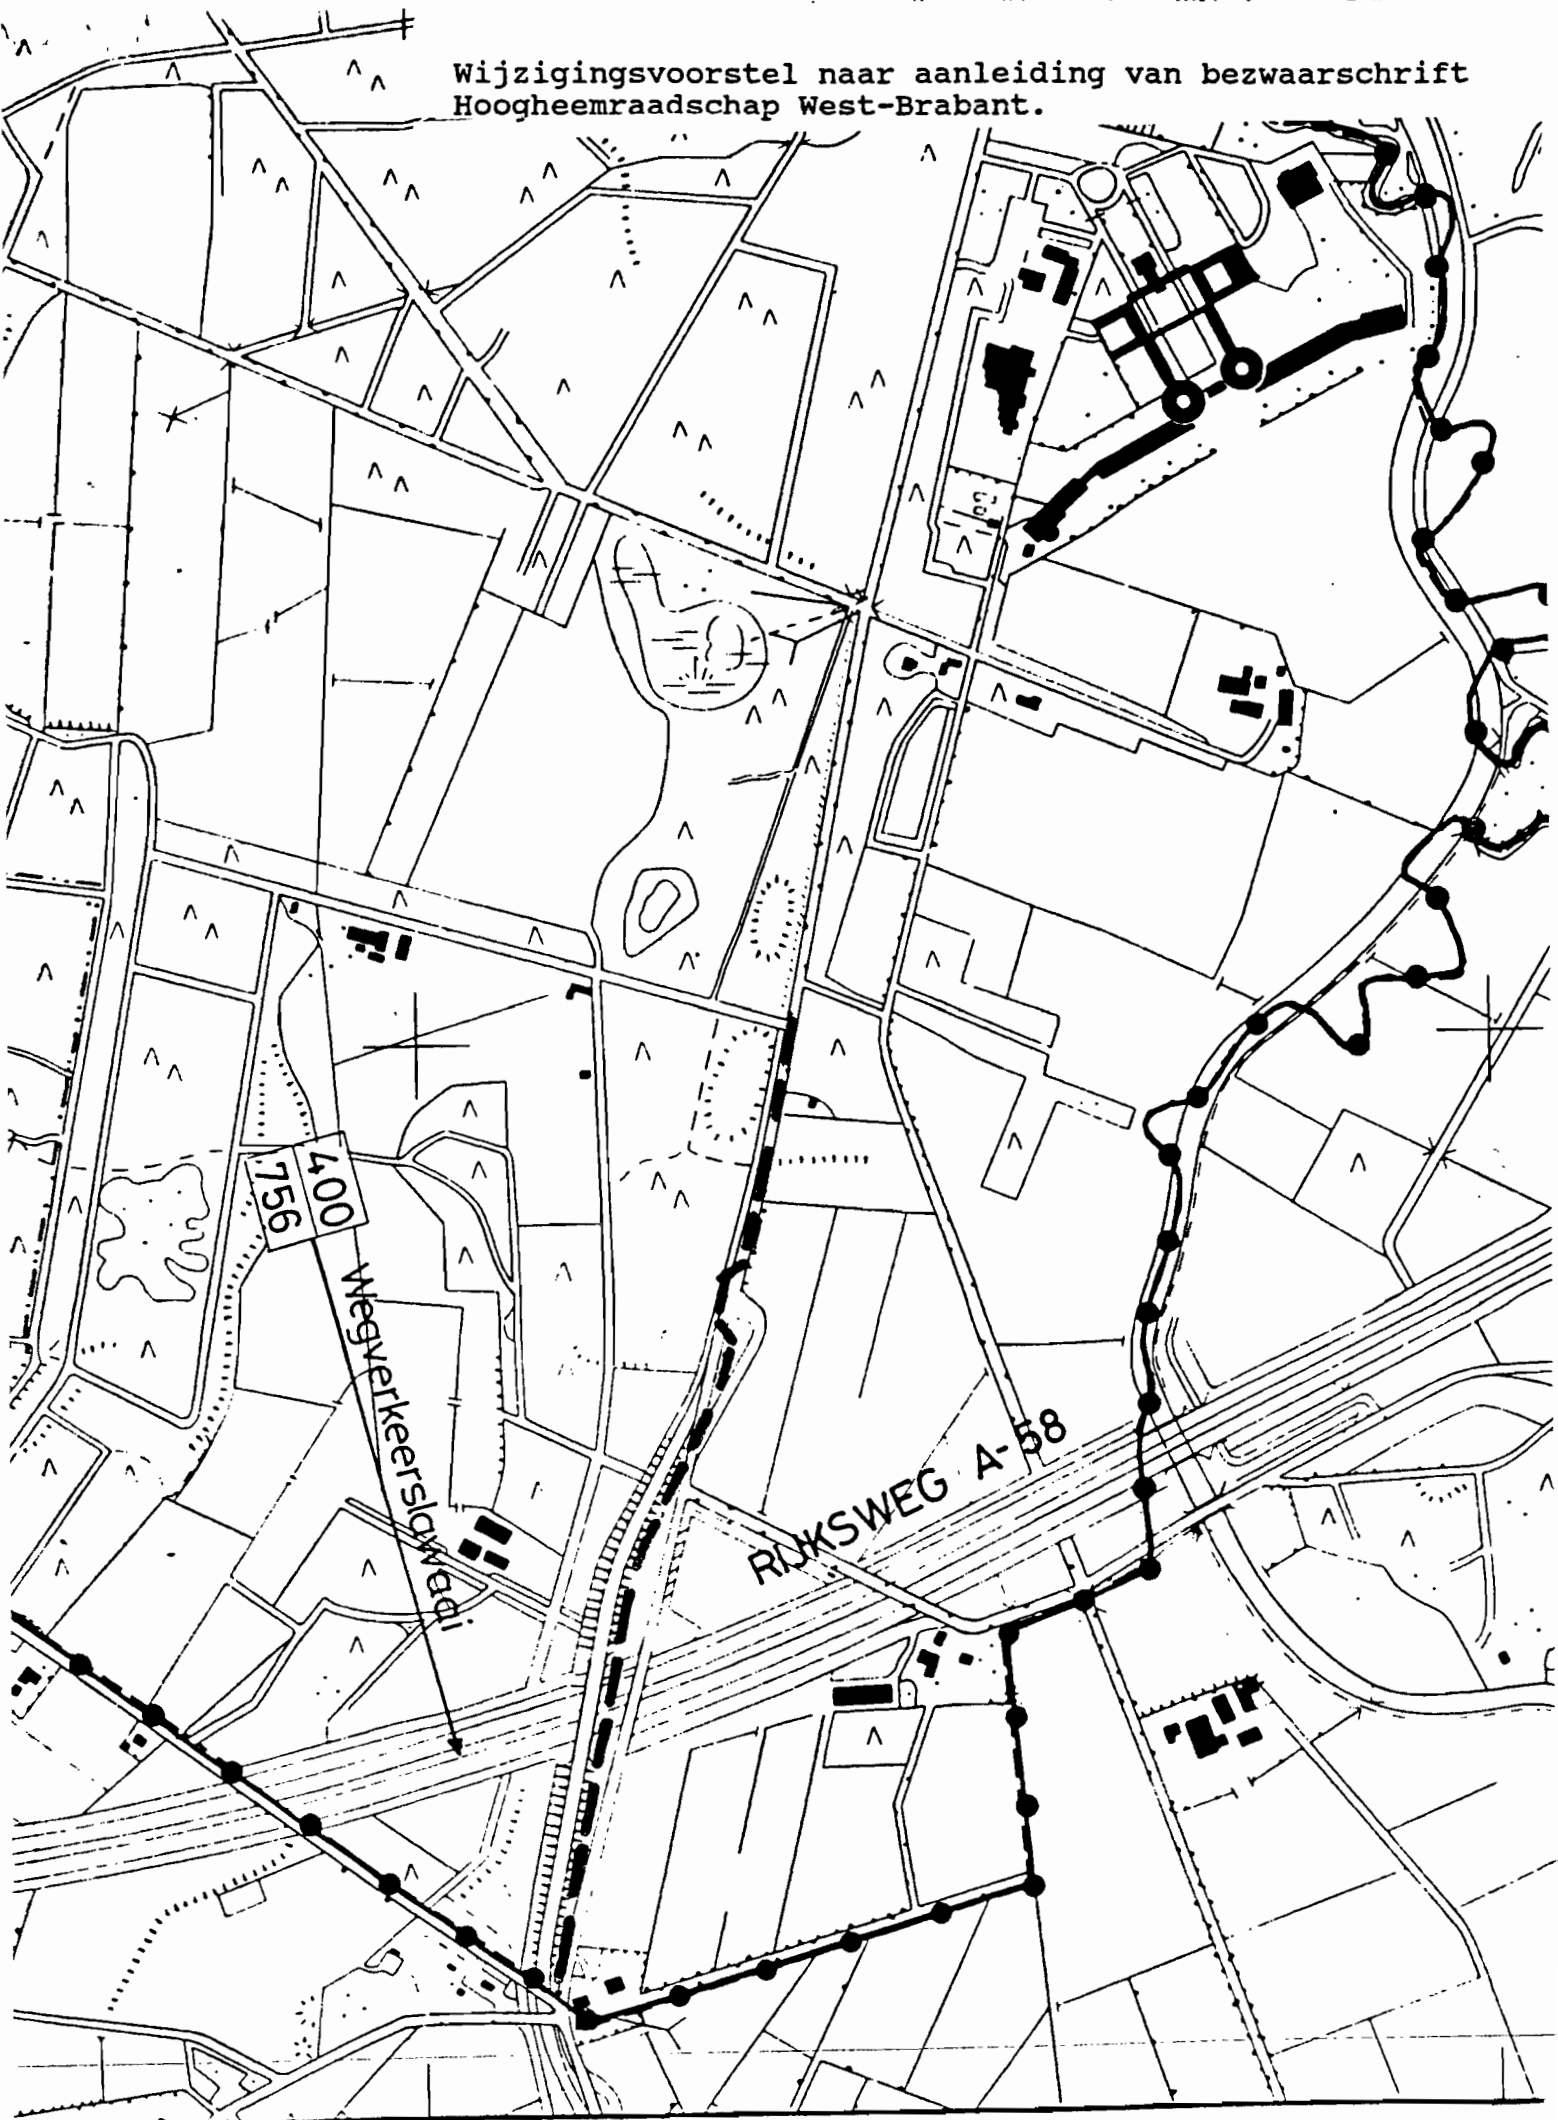 Wijzigingsvoorstel naar aanleiding van bezwaarschrift
Hoogheemraadschap West-Brabant.
400
756
Wegverkeerslawaai
RIJKSWEG A-58